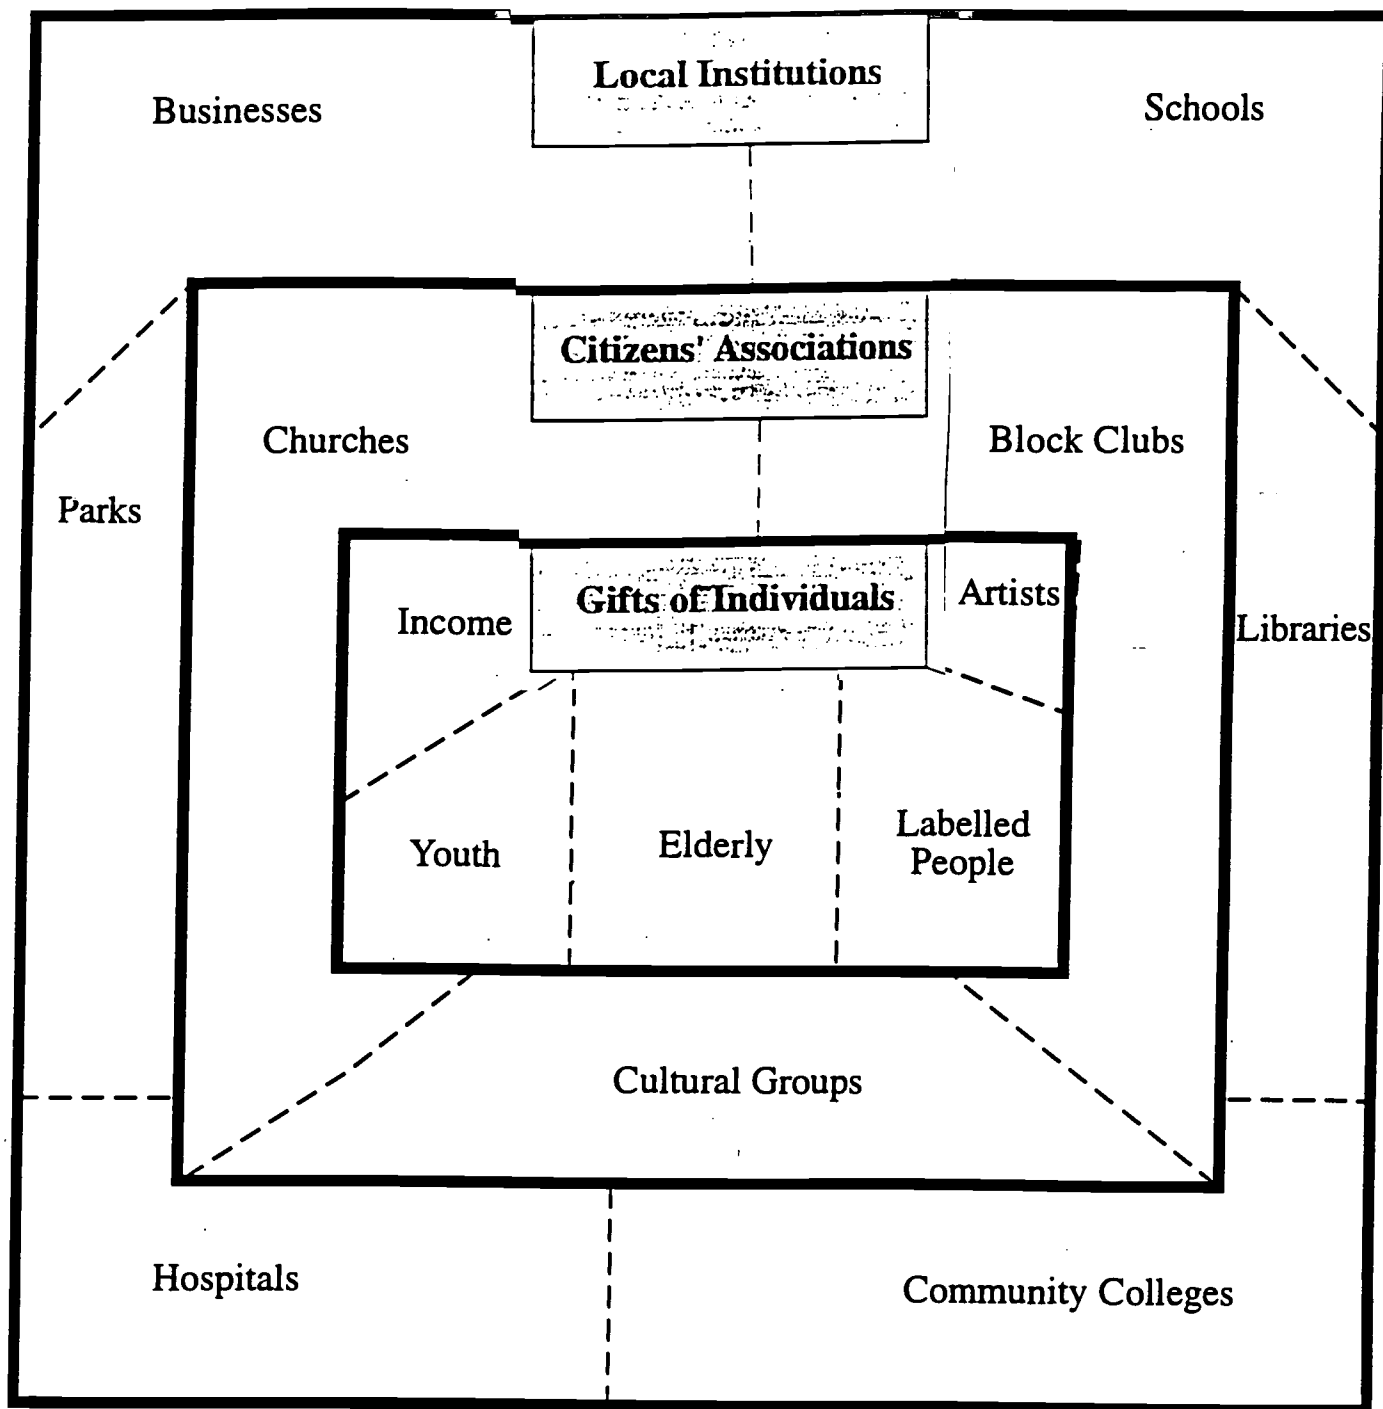 Local Institutions
Businesses
Schools
Citizens' Associations
Churches
Block Clubs
Parks
Gifts of Individuals
Artists
Income
Libraries
Youth
Elderly
Labelled
People
Cultural Groups
Hospitals
Community Colleges